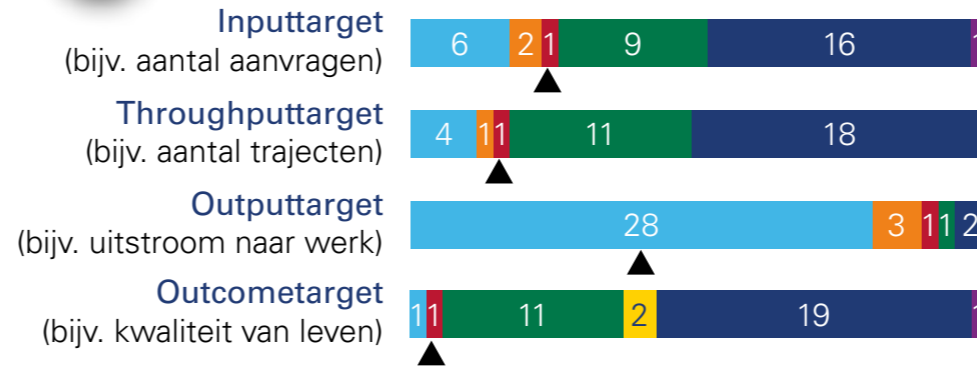 Inputtarget
(bijv. aantal aanvragen)
6 2 1 9 16 1
Throughputtarget
(bijv. aantal trajecten)
4 1 1 11 18
Outputtarget
(bijv. uitstroom naar werk)
28 3 1 1 2
Outcometarget
(bijv. kwaliteit van leven)
1 1 11 2 19 1